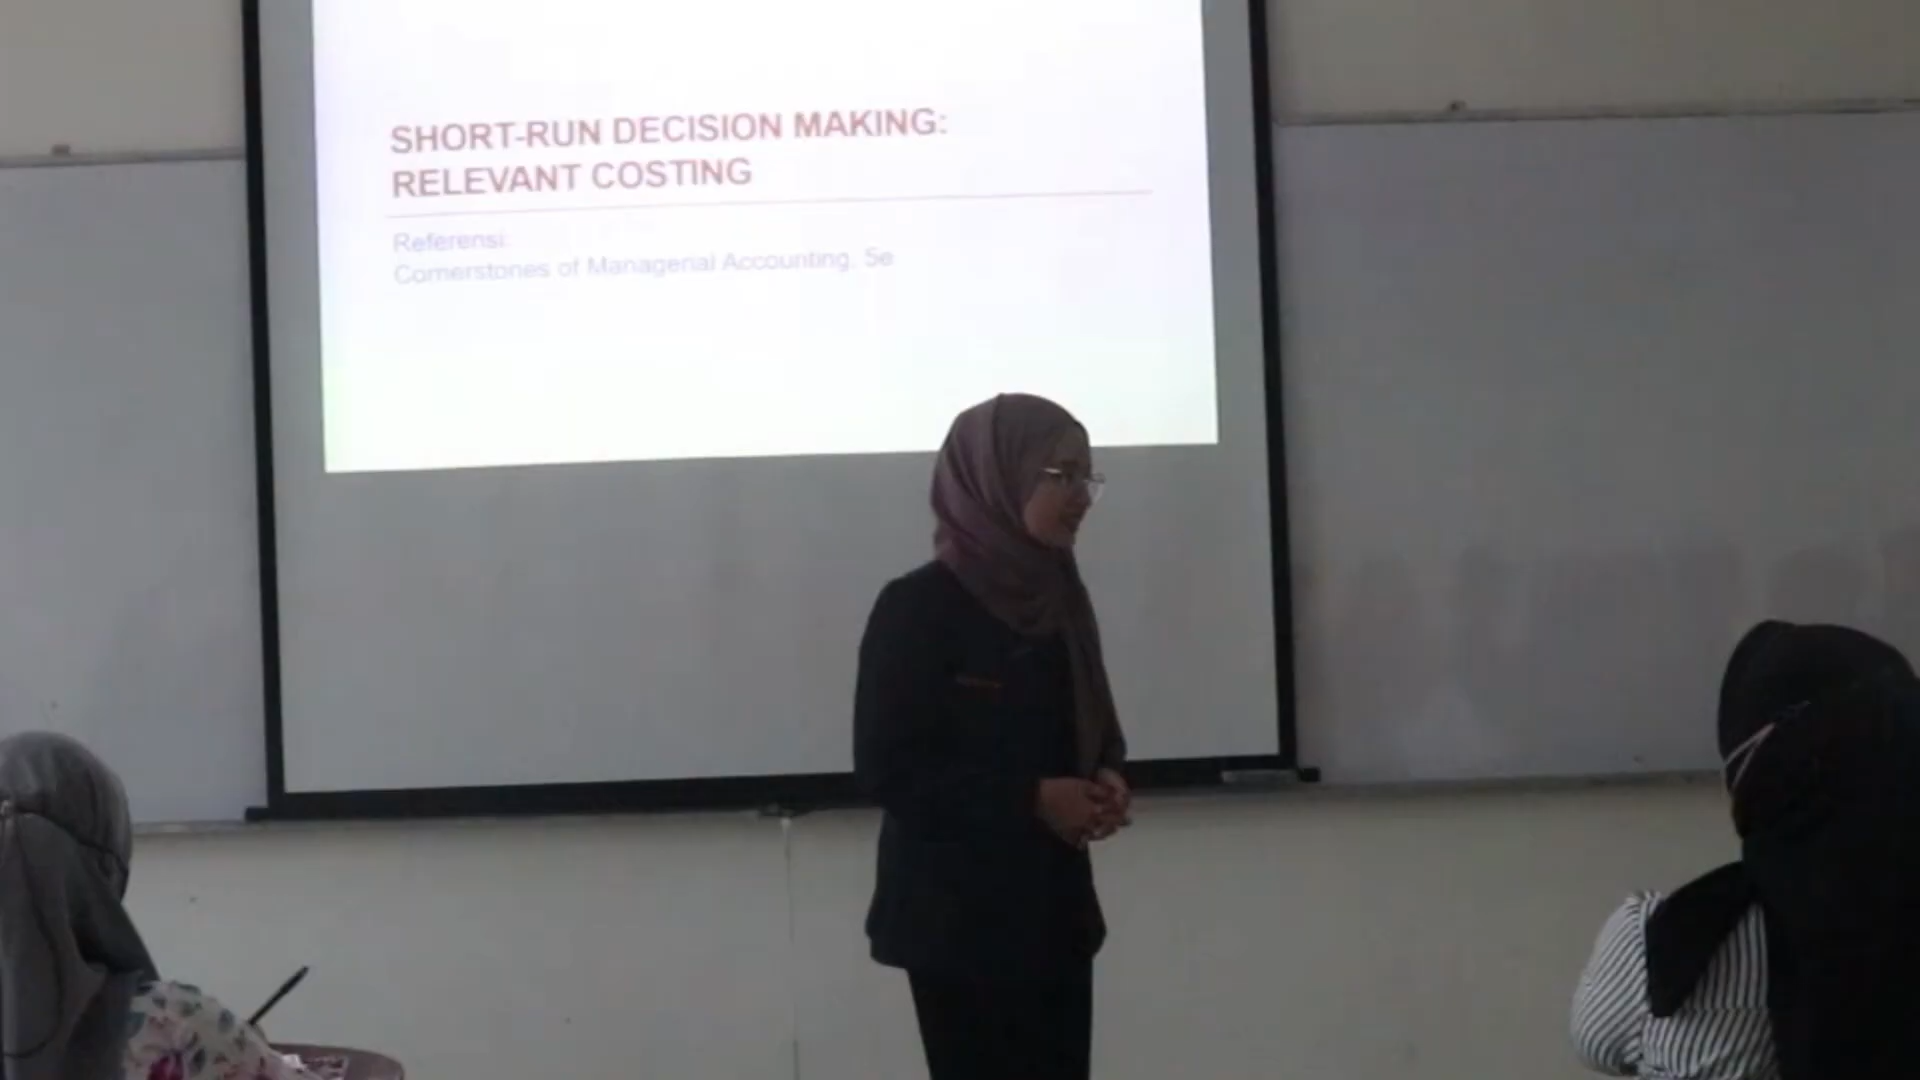 SHORT-RUN DECISION MAKING:
RELEVANT COSTING
Referensi:
Cornerstones of Managerial Accounting, 5e